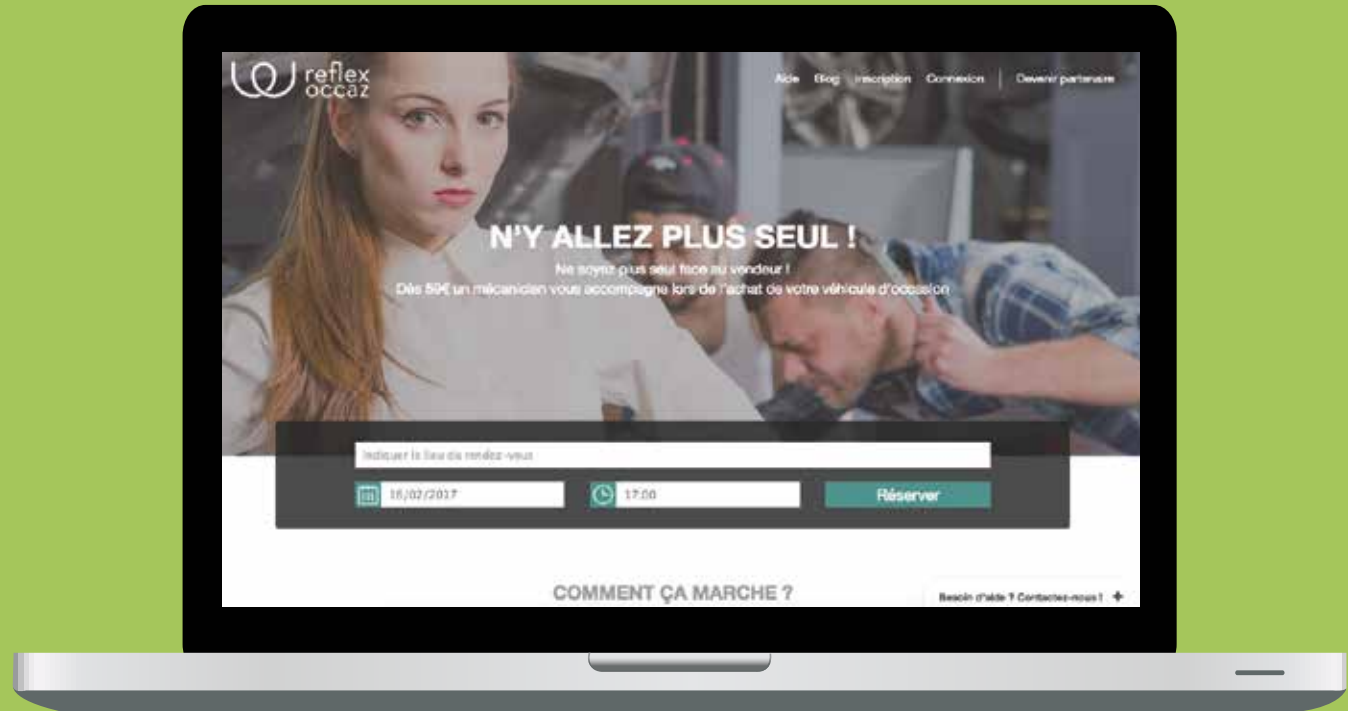 reflex
occaz
Aide Blog Inscription Connexion | Devenir partenaire
N'Y ALLEZ PLUS SEUL !
Ne soyez plus seul face au vendeur !
Dès 59€ un mécanicien vous accompagne lors de l'achat de votre véhicule d'occasion
Indiquer le lieu de rendez-vous
16/02/2017
17:00
Réserver
COMMENT ÇA MARCHE ?
Besoin d'aide ? Contactez-nous ! +